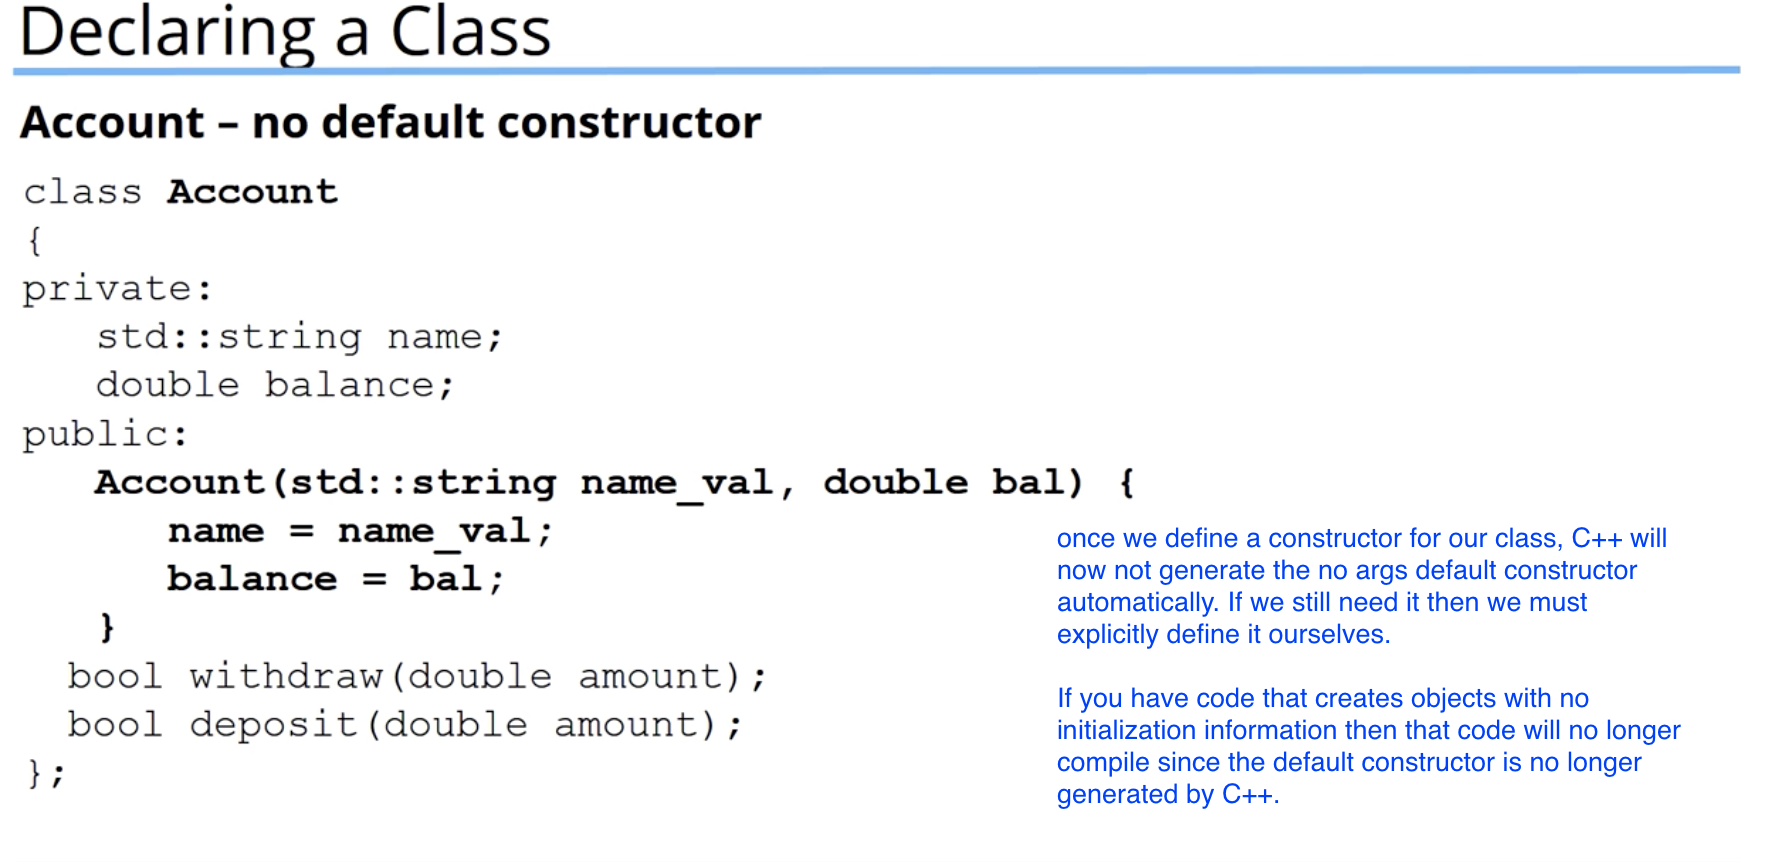 Declaring a Class
Account – no default constructor
class Account
{
private:
std::string name;
double balance;
public:
Account(std::string name_val, double bal) {
name = name_val;
balance = bal;
}
bool withdraw(double amount);
bool deposit(double amount);
};
once we define a constructor for our class, C++ will
now not generate the no args default constructor
automatically. If we still need it then we must
explicitly define it ourselves.
If you have code that creates objects with no
initialization information then that code will no longer
compile since the default constructor is no longer
generated by C++.